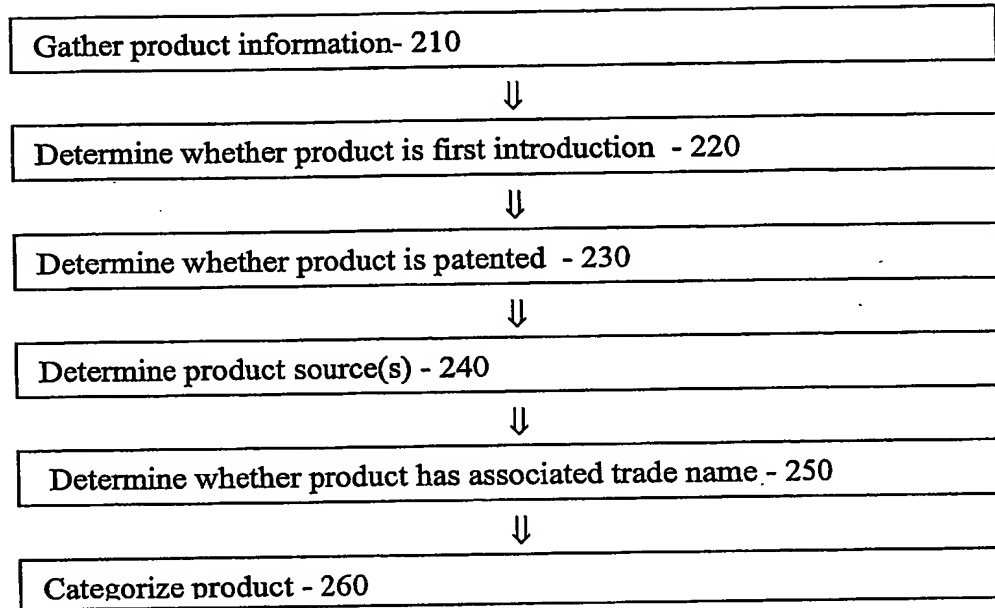 Gather product information- 210
⇓
Determine whether product is first introduction - 220
⇓
Determine whether product is patented - 230
⇓
Determine product source(s) - 240
⇓
Determine whether product has associated trade name - 250
⇓
Categorize product - 260